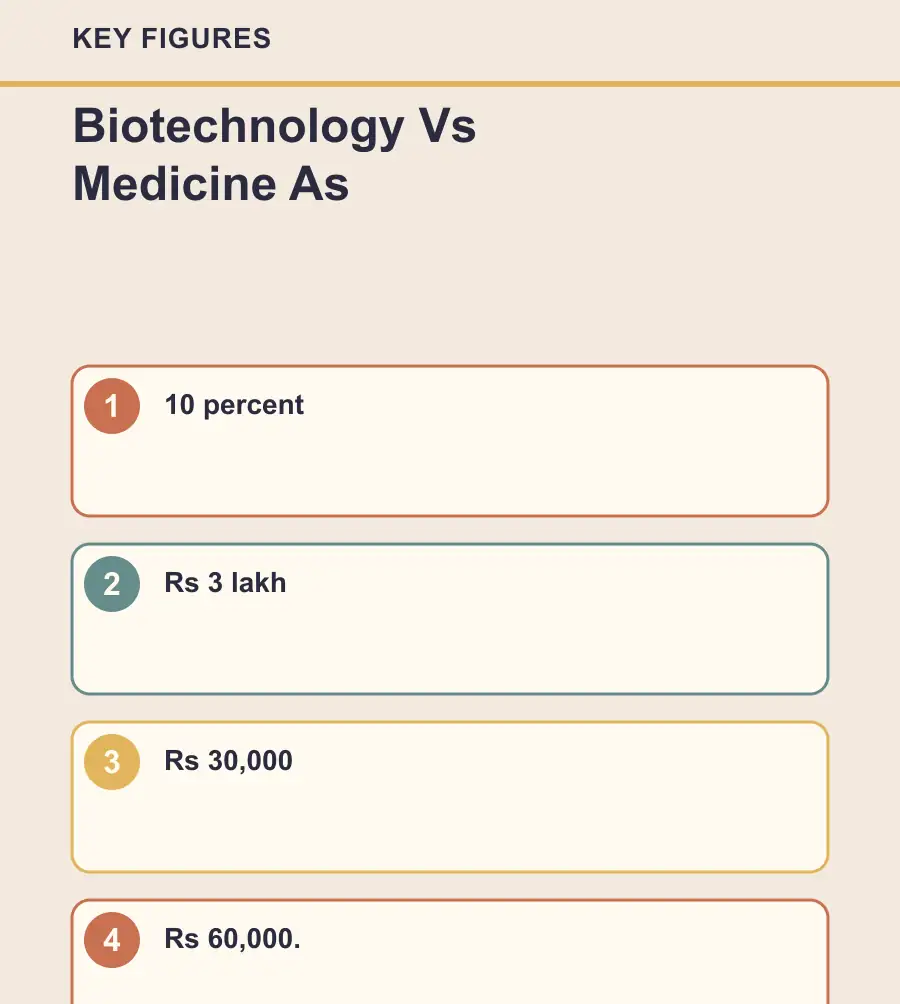 KEY FIGURES
Biotechnology Vs
Medicine As
1 10 percent
2 Rs 3 lakh
3 Rs 30,000
4 Rs 60,000.